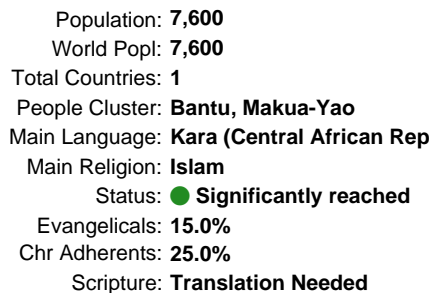 Population: 7,600
World Popl: 7,600
Total Countries: 1
People Cluster: Bantu, Makua-Yao
Main Language: Kara (Central African Rep
Main Religion: Islam
Status: Significantly reached
Evangelicals: 15.0%
Chr Adherents: 25.0%
Scripture: Translation Needed